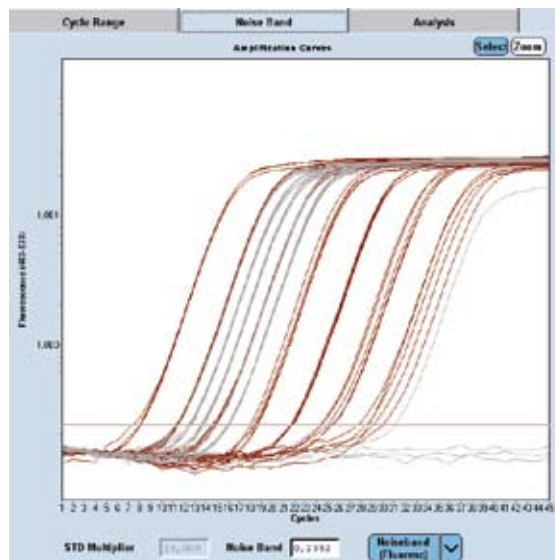 Cycle Range Noise Band Analysis
Amplification Curves
Select Zoom
1.001
1.000
1 2 3 4 5 6 7 8 9 10 11 12 13 14 15 16 17 18 19 20 21 22 23 24 25 26 27 28 29 30 31 32 33 34 35 36 37 38 39 40 41 42 43 44 45
Cycles
STD Multiplier Noise Band
Noiseband
(Fluoresc)